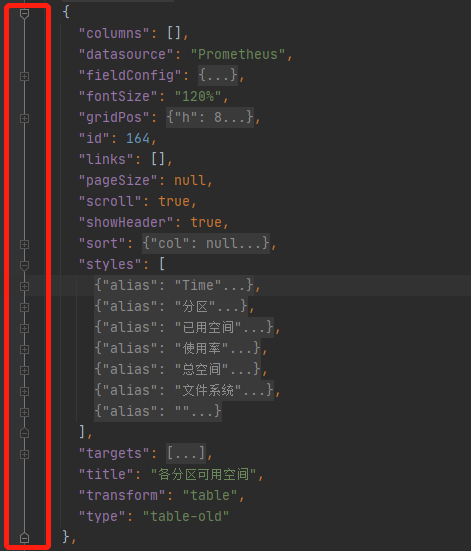 {
"columns": [],
"datasource": "Prometheus",
"fieldConfig": {...},
"fontSize": "120%",
"gridPos": {"h": 8...},
"id": 164,
"links": [],
"pageSize": null,
"scroll": true,
"showHeader": true,
"sort": {"col": null...},
"styles": [
{"alias": "Time"...},
{"alias": "分区"...},
{"alias": "已用空间"...},
{"alias": "使用率"...},
{"alias": "总空间"...},
{"alias": "文件系统"...},
{"alias": ""...}
],
"targets": [...],
"title": "各分区可用空间",
"transform": "table",
"type": "table-old"
},